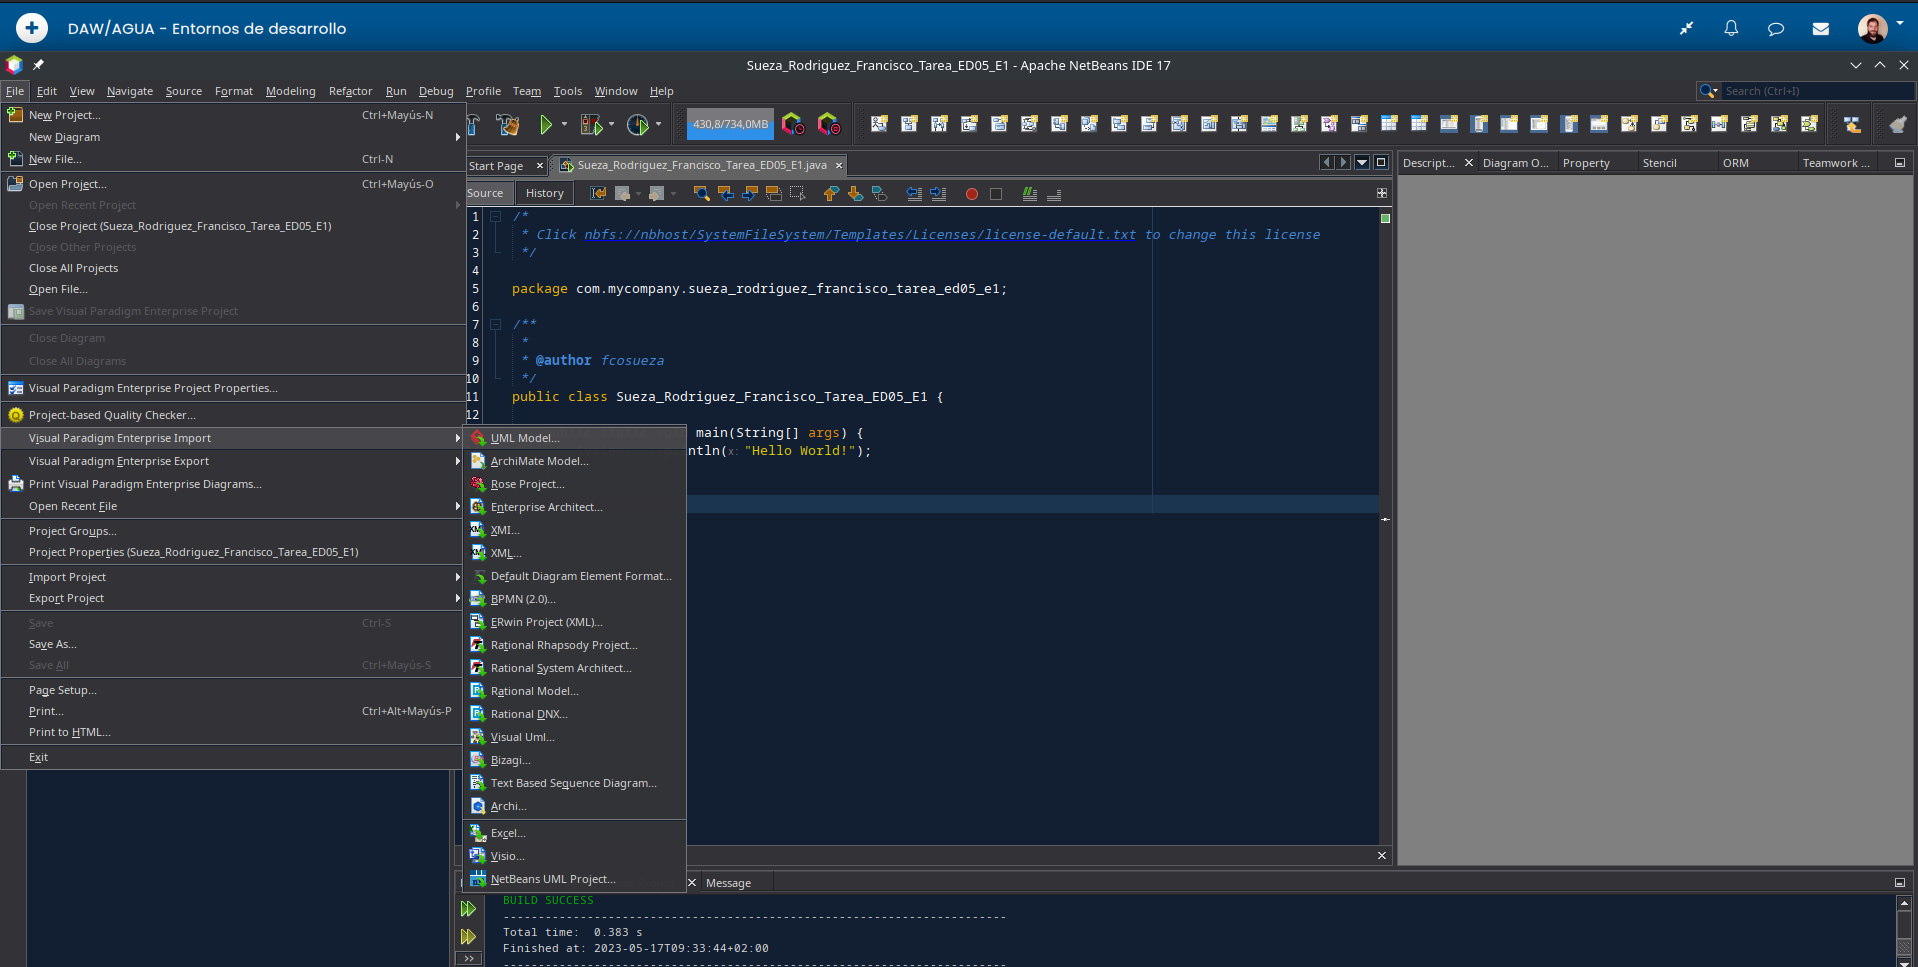 DAW/AGUA - Entornos de desarrollo
Sueza_Rodriguez_Francisco_Tarea_ED05_E1 - Apache NetBeans IDE 17
File Edit View Navigate Source Format Modeling Refactor Run Debug Profile Team Tools Window Help
Search (Ctrl+I)
New Project... Ctrl+Mayús-N
New Diagram
New File... Ctrl-N
Open Project... Ctrl+Mayús-O
Open Recent Project
Close Project (Sueza_Rodriguez_Francisco_Tarea_ED05_E1)
Close Other Projects
Close All Projects
Open File...
Save Visual Paradigm Enterprise Project
Close Diagram
Close All Diagrams
Visual Paradigm Enterprise Project Properties...
Project-based Quality Checker...
Visual Paradigm Enterprise Import
Visual Paradigm Enterprise Export
Print Visual Paradigm Enterprise Diagrams...
Open Recent File
Project Groups...
Project Properties (Sueza_Rodriguez_Francisco_Tarea_ED05_E1)
Import Project
Export Project
Save Ctrl-S
Save As...
Save All Ctrl+Mayús-S
Page Setup...
Print... Ctrl+Alt+Mayús-P
Print to HTML...
Exit
UML Model...
ArchiMate Model...
Rose Project...
Enterprise Architect...
XMI...
XML...
Default Diagram Element Format...
BPMN (2.0)...
ERwin Project (XML)...
Rational Rhapsody Project...
Rational System Architect...
Rational Model...
Rational DNX...
Visual Uml...
Bizagi...
Text Based Sequence Diagram...
Archi...
Excel...
Visio...
NetBeans UML Project...
430,8/734,0MB
Start Page Sueza_Rodriguez_Francisco_Tarea_ED05_E1.java
Source History
1 /*
2 * Click nbfs://nbhost/SystemFileSystem/Templates/Licenses/license-default.txt to change this license
3 */
4
5 package com.mycompany.sueza_rodriguez_francisco_tarea_ed05_e1;
6
7 /**
8 *
9 * @author fcosueza
10 */
11 public class Sueza_Rodriguez_Francisco_Tarea_ED05_E1 {
12
main(String[] args) {
ntln(x: "Hello World!");
Descript... Diagram O... Property Stencil ORM Teamwork ...
Message
BUILD SUCCESS
------------------------------------------------------------------------
Total time:  0.383 s
Finished at: 2023-05-17T09:33:44+02:00
------------------------------------------------------------------------